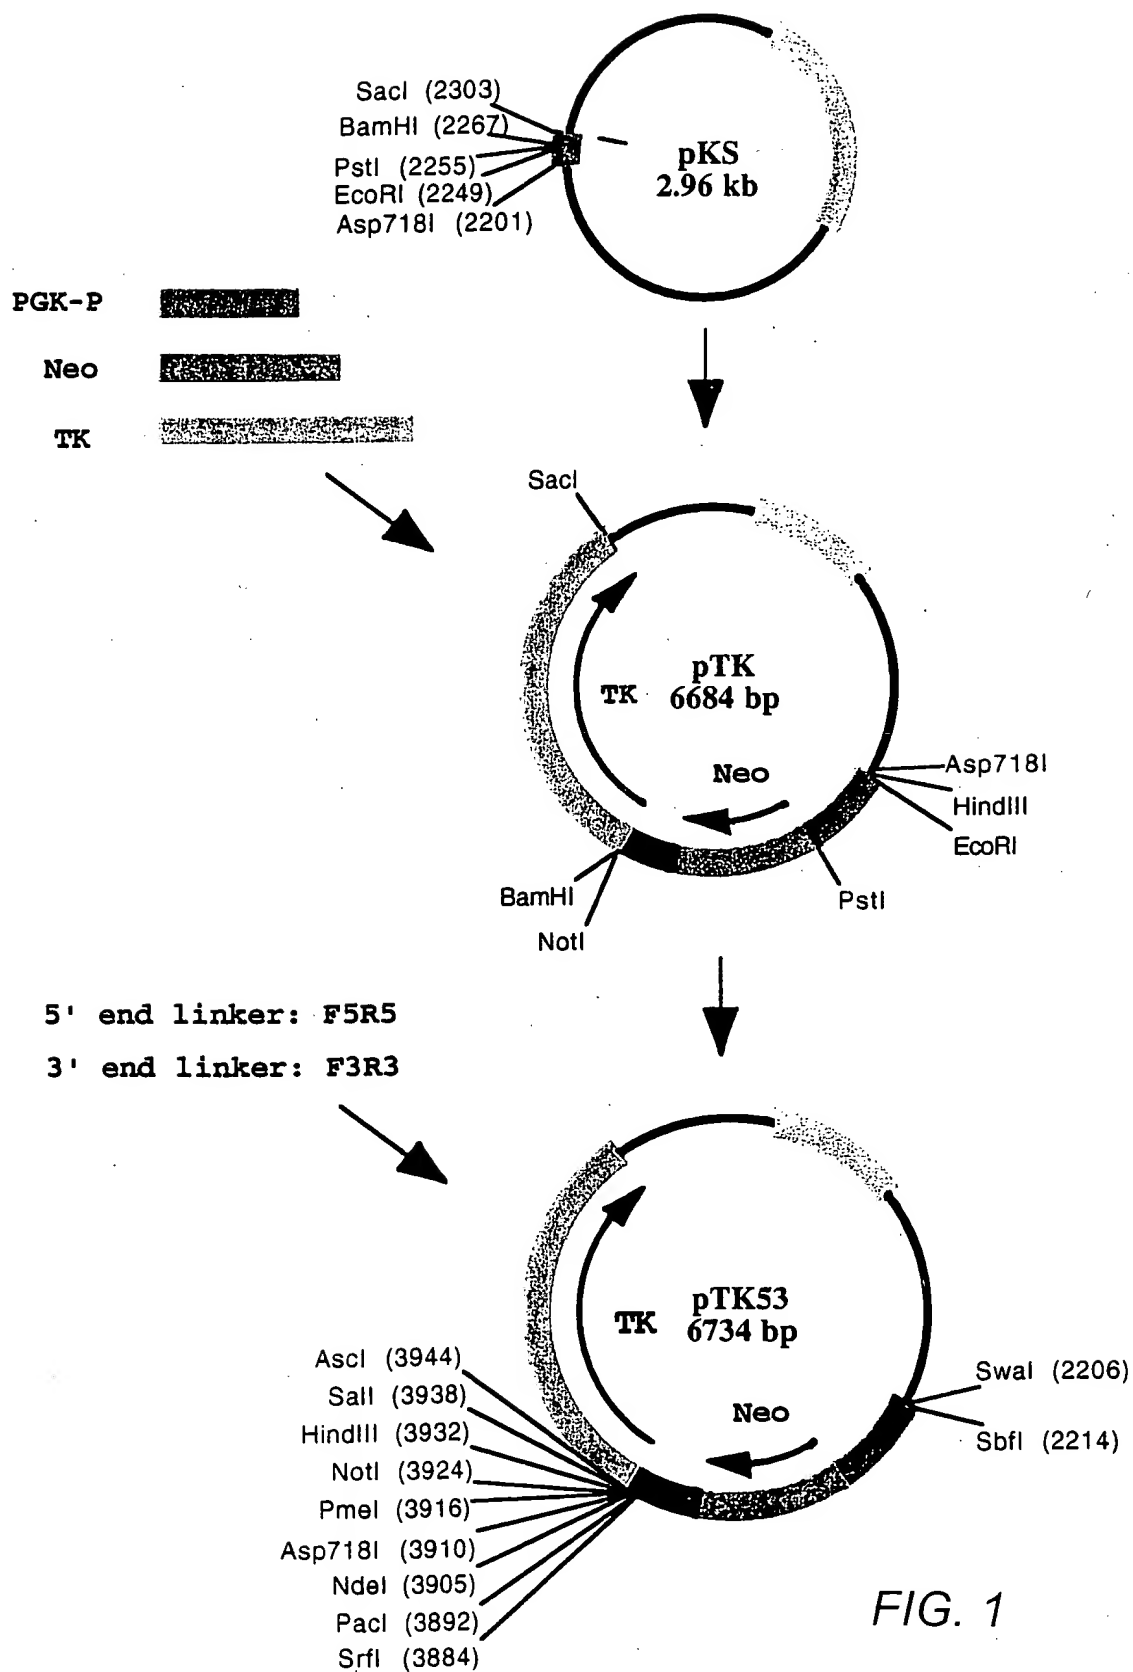 SacI (2303)
BamHI (2267)
PstI (2255)
EcoRI (2249)
Asp718I (2201)
pKS
2.96 kb
PGK-P
Neo
TK
SacI
pTK
6684 bp
TK
Neo
Asp718I
HindIII
EcoRI
PstI
BamHI
NotI
5' end linker: F5R5
3' end linker: F3R3
pTK53
6734 bp
TK
Neo
SwaI (2206)
SbfI (2214)
AscI (3944)
SalI (3938)
HindIII (3932)
NotI (3924)
PmeI (3916)
Asp718I (3910)
NdeI (3905)
PacI (3892)
SrfI (3884)
FIG. 1